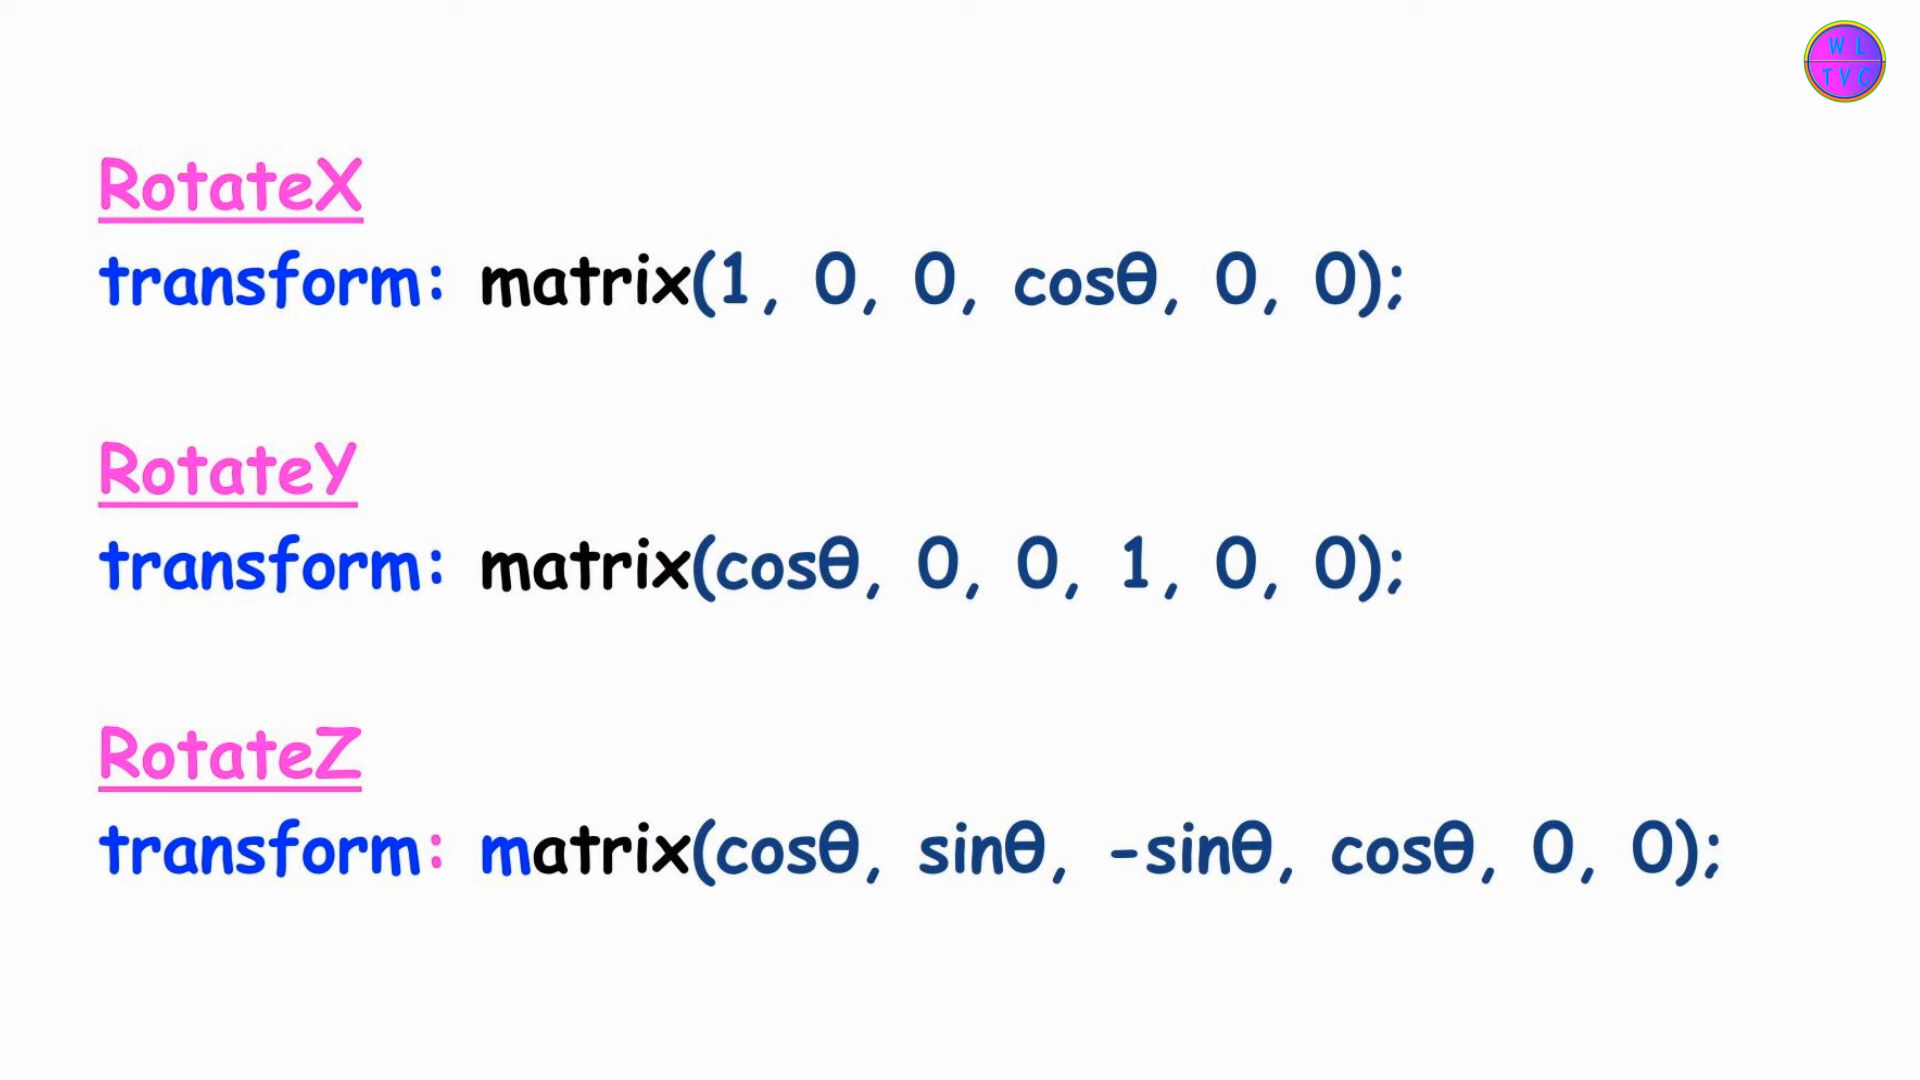 W L
TVC
RotateX
transform: matrix(1, 0, 0, cosθ, 0, 0);
RotateY
transform: matrix(cosθ, 0, 0, 1, 0, 0);
RotateZ
transform: matrix(cosθ, sinθ, -sinθ, cosθ, 0, 0);